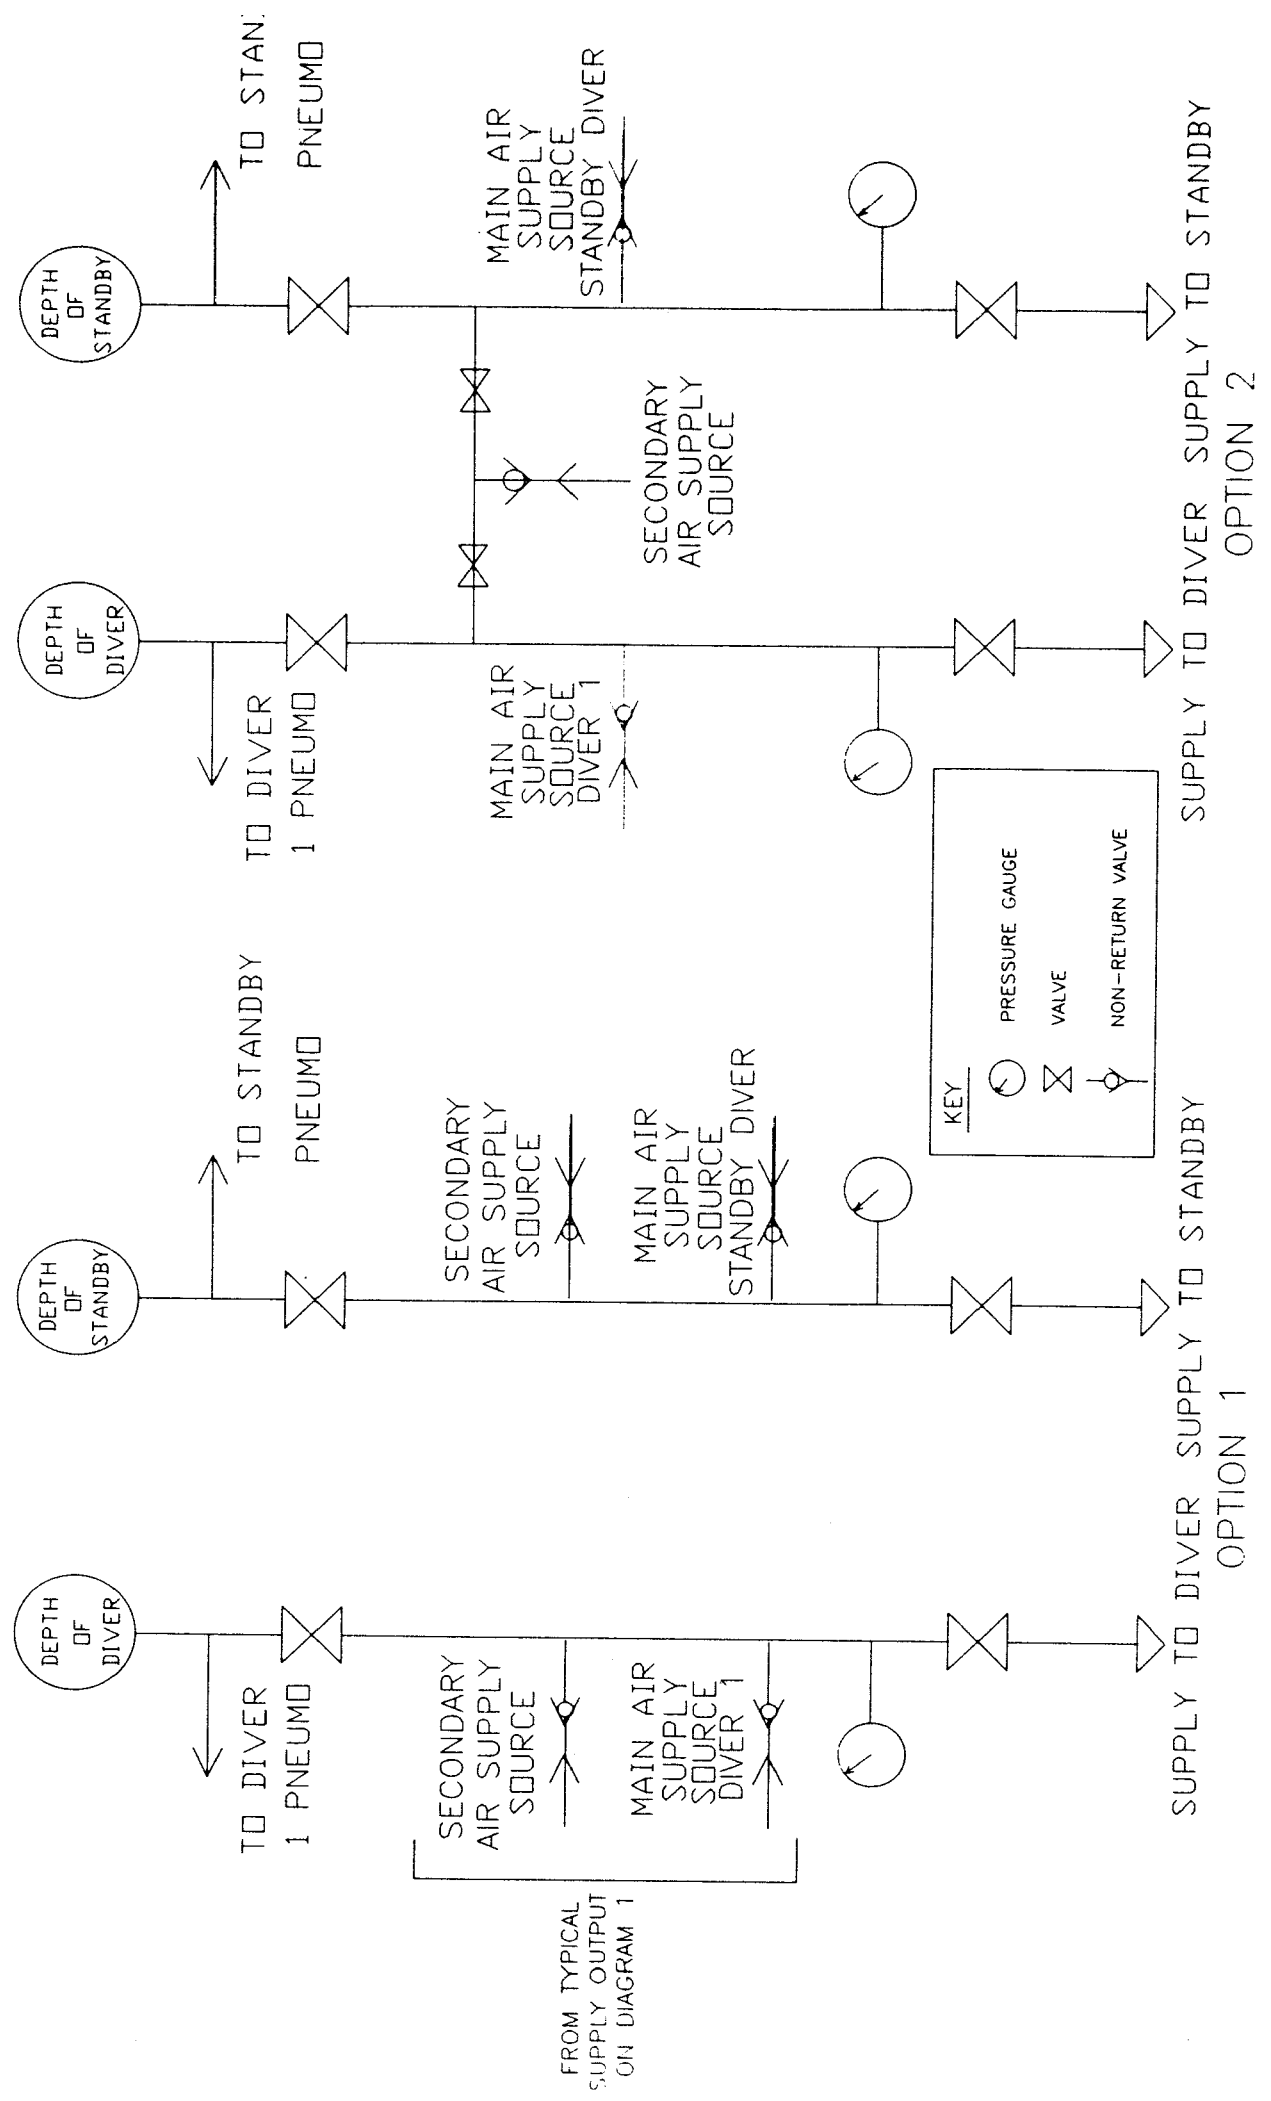 DEPTH
OF
DIVER
TO DIVER
1 PNEUMO
SECONDARY
AIR SUPPLY
SOURCE
MAIN AIR
SUPPLY
SOURCE
DIVER 1
FROM TYPICAL
SUPPLY OUTPUT
ON DIAGRAM 1
DEPTH
OF
STANDBY
TO STANDBY
PNEUMO
SECONDARY
AIR SUPPLY
SOURCE
MAIN AIR
SUPPLY
SOURCE
STANDBY DIVER
SUPPLY TO DIVER SUPPLY TO STANDBY
OPTION 1
DEPTH
OF
DIVER
TO DIVER
1 PNEUMO
MAIN AIR
SUPPLY
SOURCE
DIVER 1
SECONDARY
AIR SUPPLY
SOURCE
DEPTH
OF
STANDBY
TO STAN
PNEUMO
MAIN AIR
SUPPLY
SOURCE
STANDBY DIVER
SUPPLY TO DIVER SUPPLY TO STANDBY
OPTION 2
KEY
PRESSURE GAUGE
VALVE
NON-RETURN VALVE